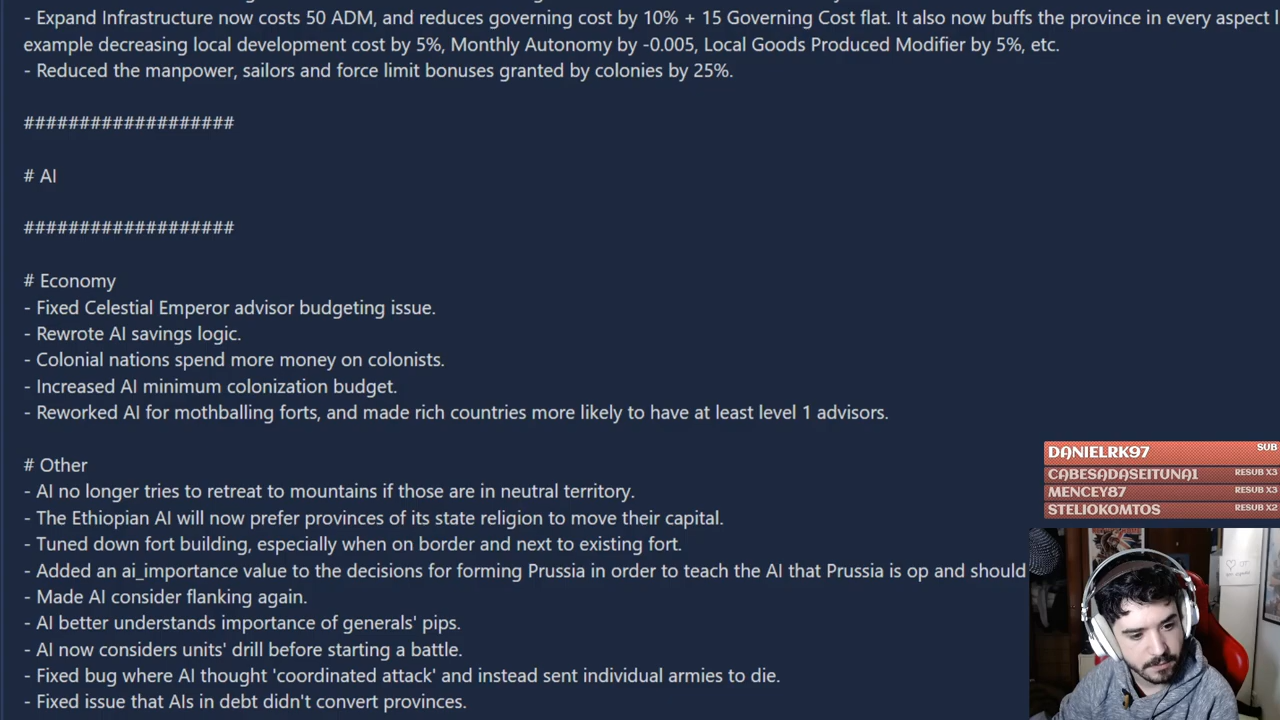 - Expand Infrastructure now costs 50 ADM, and reduces governing cost by 10% + 15 Governing Cost flat. It also now buffs the province in every aspect
example decreasing local development cost by 5%, Monthly Autonomy by -0.005, Local Goods Produced Modifier by 5%, etc.
- Reduced the manpower, sailors and force limit bonuses granted by colonies by 25%.
###################
# AI
###################
# Economy
- Fixed Celestial Emperor advisor budgeting issue.
- Rewrote AI savings logic.
- Colonial nations spend more money on colonists.
- Increased AI minimum colonization budget.
- Reworked AI for mothballing forts, and made rich countries more likely to have at least level 1 advisors.
# Other
- AI no longer tries to retreat to mountains if those are in neutral territory.
- The Ethiopian AI will now prefer provinces of its state religion to move their capital.
- Tuned down fort building, especially when on border and next to existing fort.
- Added an ai_importance value to the decisions for forming Prussia in order to teach the AI that Prussia is op and should
- Made AI consider flanking again.
- AI better understands importance of generals' pips.
- AI now considers units' drill before starting a battle.
- Fixed bug where AI thought 'coordinated attack' and instead sent individual armies to die.
- Fixed issue that AIs in debt didn't convert provinces.
DANIELRK97 SUB
CABESADASEITUNA1 RESUB X3
MENCEY87 RESUB X3
STELIOKOMTOS RESUB X2